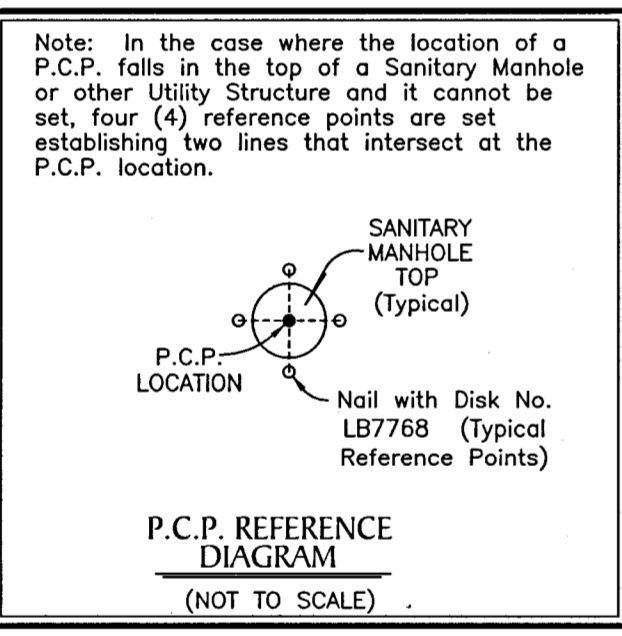 Note: In the case where the location of a
P.C.P. falls in the top of a Sanitary Manhole
or other Utility Structure and it cannot be
set, four (4) reference points are set
establishing two lines that intersect at the
P.C.P. location.
SANITARY
MANHOLE
TOP
(Typical)
P.C.P.
LOCATION
Nail with Disk No.
LB7768 (Typical
Reference Points)
P.C.P. REFERENCE
DIAGRAM
(NOT TO SCALE)